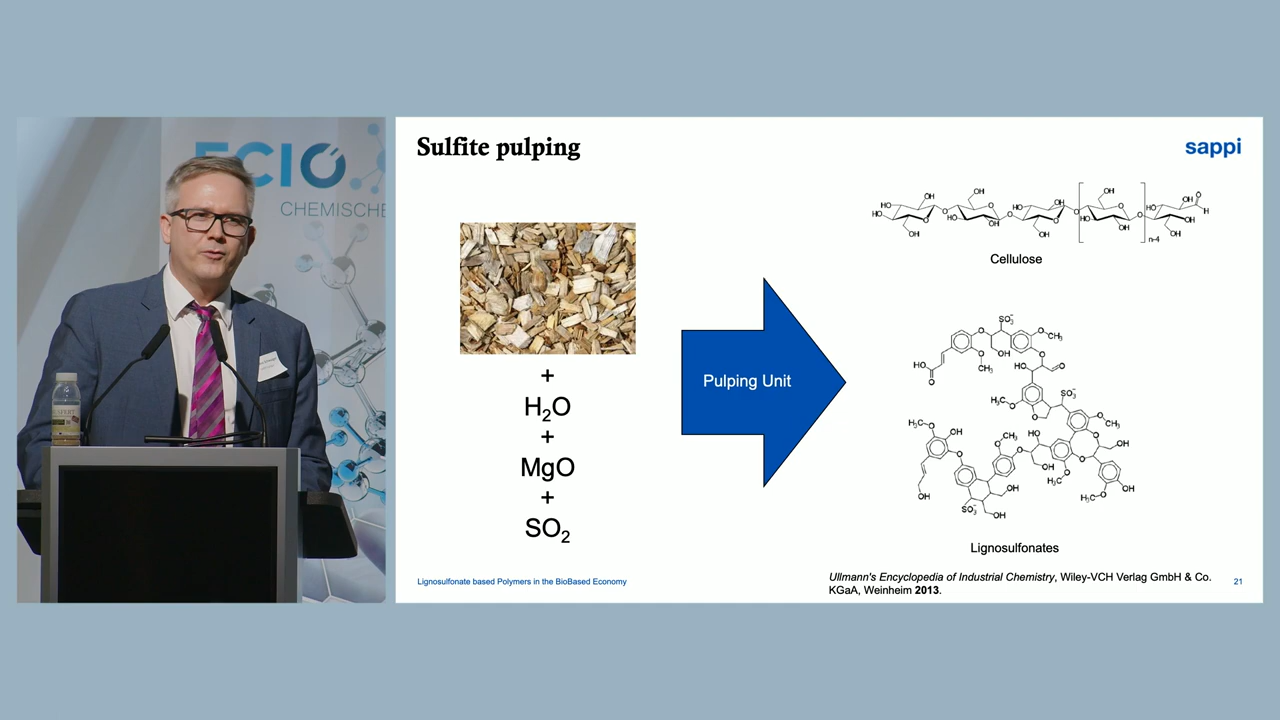 FCIO
CHEMISCHE
Sulfite pulping
sappi
+
H₂O
+
MgO
+
SO₂
Pulping Unit
Cellulose
Lignosulfonates
Lignosulfonate based Polymers in the BioBased Economy
Ullmann's Encyclopedia of Industrial Chemistry, Wiley-VCH Verlag GmbH & Co.
KGaA, Weinheim 2013.
21